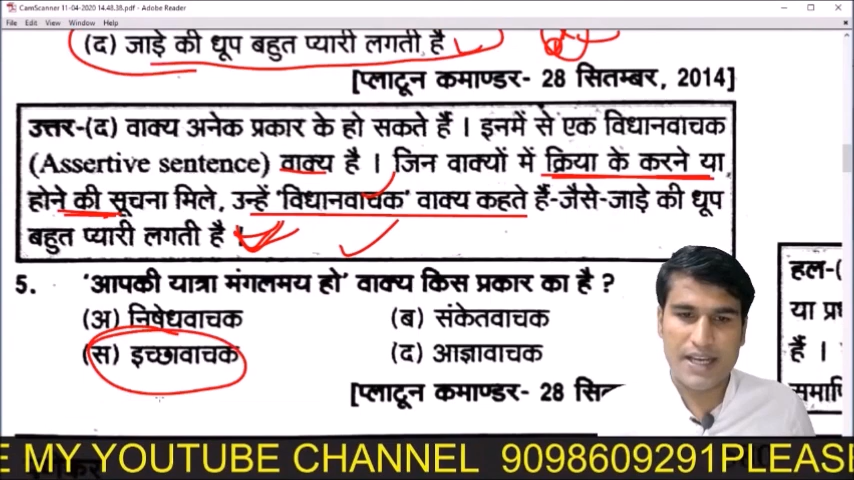 CamScanner 11-04-2020 14.48.38.pdf - Adobe Reader
File Edit View Window Help
(द) जाड़े की धूप बहुत प्यारी लगती है
[प्लाटून कमाण्डर- 28 सितम्बर, 2014]
उत्तर-(द) वाक्य अनेक प्रकार के हो सकते हैं । इनमें से एक विधानवाचक
(Assertive sentence) वाक्य है । जिन वाक्यों में क्रिया के करने या
होने की सूचना मिले, उन्हें 'विधानवाचक' वाक्य कहते हैं-जैसे-जाड़े की धूप
बहुत प्यारी लगती है ।
5. 'आपकी यात्रा मंगलमय हो' वाक्य किस प्रकार का है ?
(अ) निषेधवाचक (ब) संकेतवाचक
(स) इच्छावाचक (द) आज्ञावाचक
[प्लाटून कमाण्डर- 28
हल-(
या
हैं ।
E MY YOUTUBE CHANNEL 9098609291PLEASE